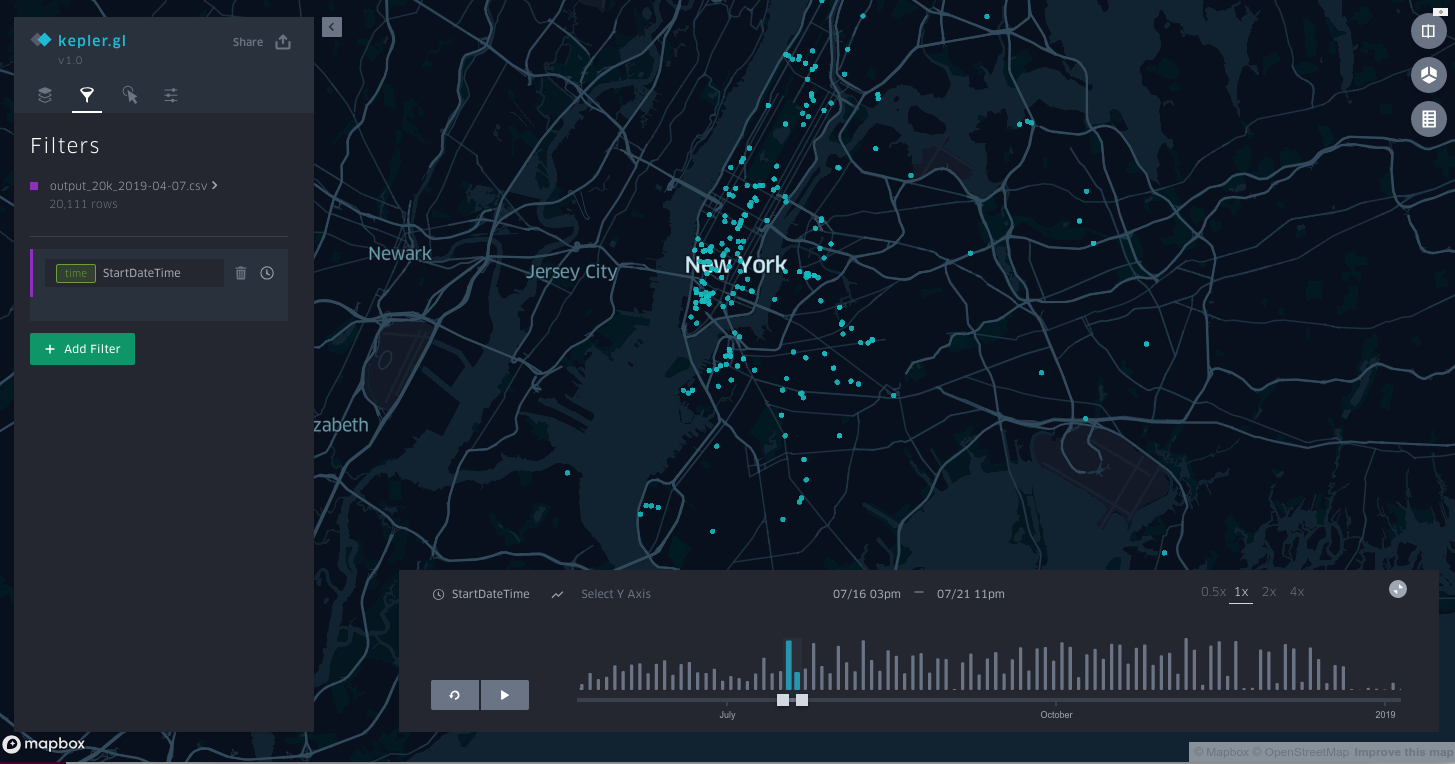 kepler.gl
Share
v1.0
Filters
output_20k_2019-04-07.csv
20,111 rows
time StartDateTime
+ Add Filter
Newark
Jersey City
New York
zabeth
StartDateTime
Select Y Axis
07/16 03pm — 07/21 11pm
0.5x 1x 2x 4x
July
October
2019
mapbox
© Mapbox © OpenStreetMap Improve this map